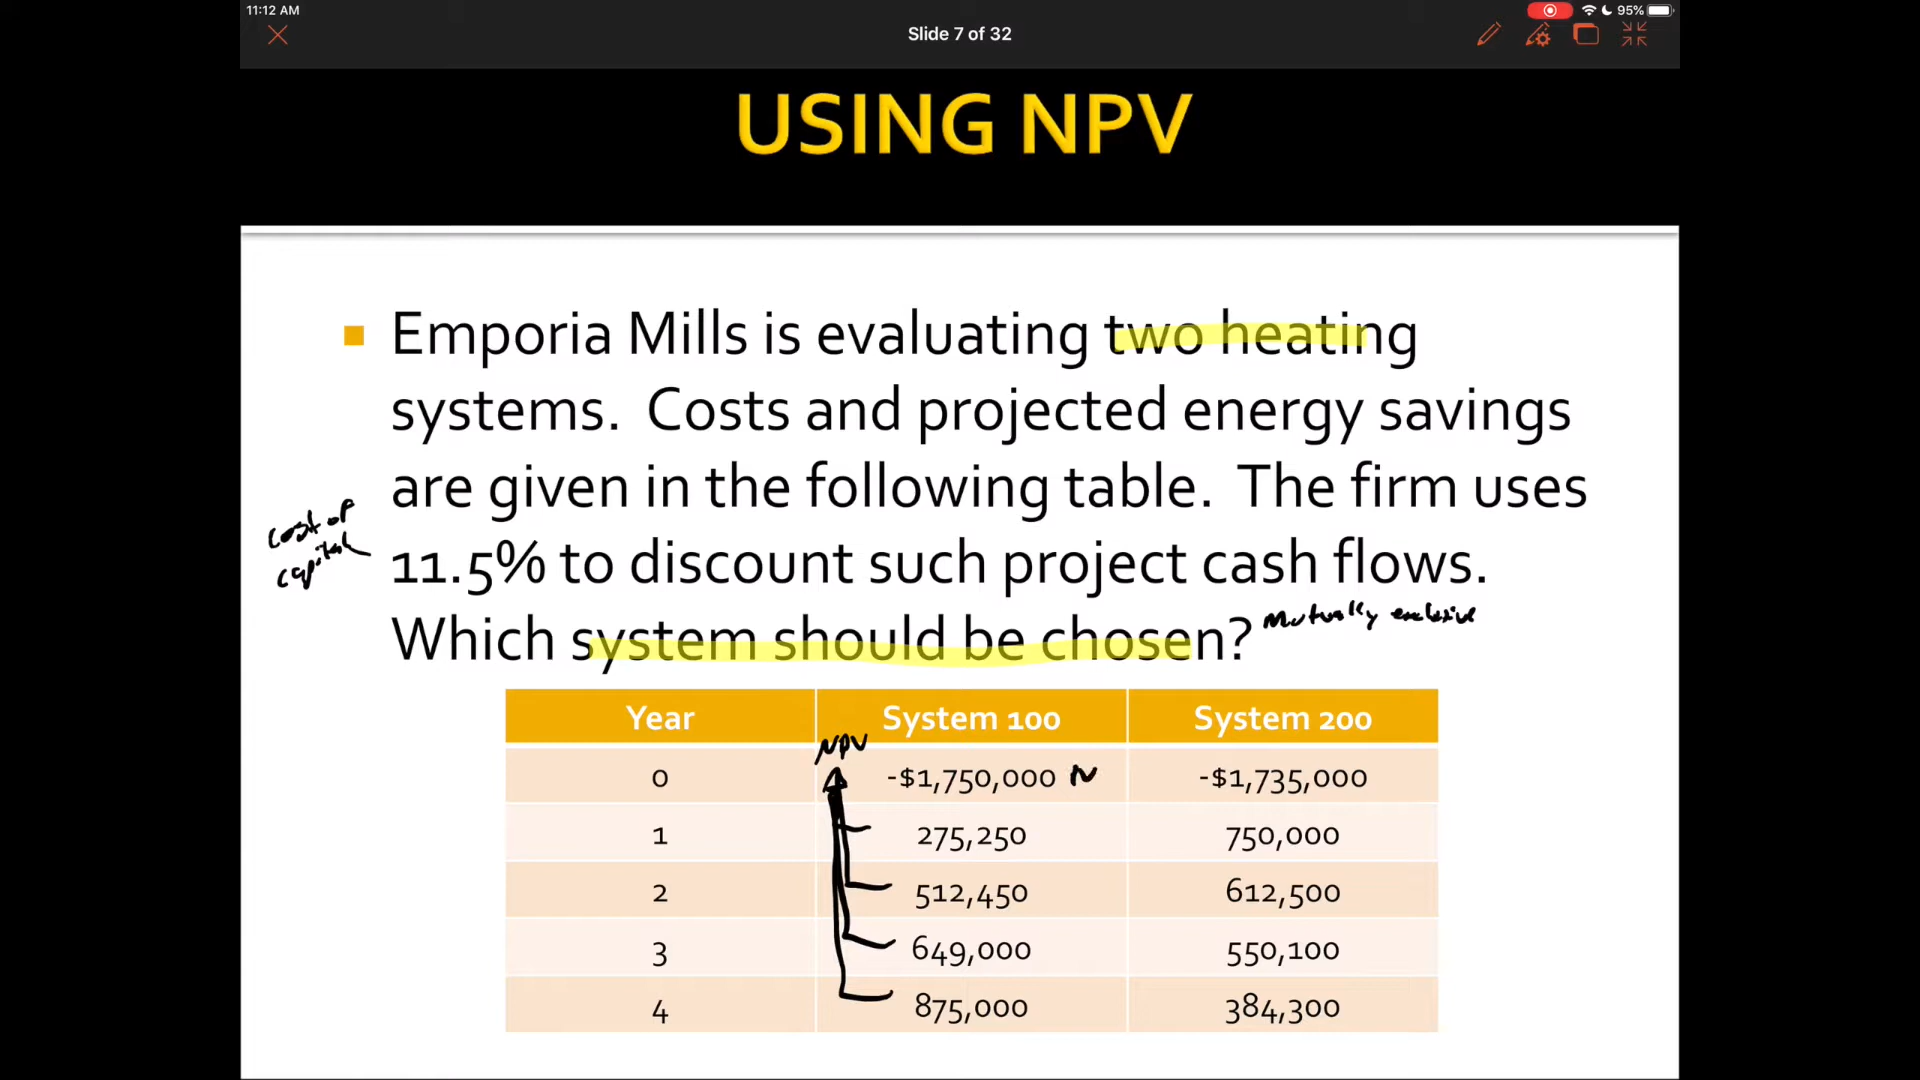 11:12 AM
95%
Slide 7 of 32
USING NPV
Emporia Mills is evaluating two heating
systems. Costs and projected energy savings
are given in the following table. The firm uses
cost of
capital
11.5% to discount such project cash flows.
Which system should be chosen?
Mutually exclusive
Year System 100 System 200
NPV
0 -$1,750,000 N -$1,735,000
1 275,250 750,000
2 512,450 612,500
3 649,000 550,100
4 875,000 384,300